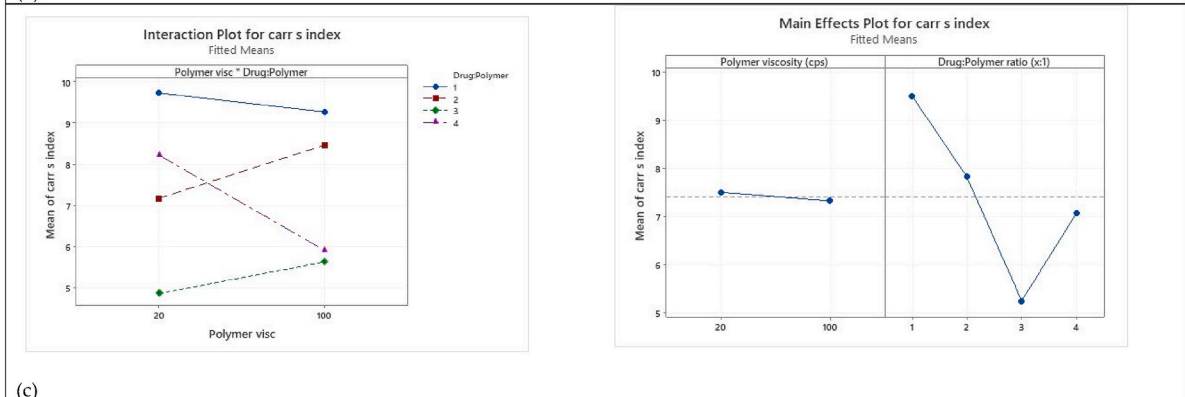 Interaction Plot for carr s index
Fitted Means
Polymer visc * Drug:Polymer
Drug:Polymer
1
2
3
4
10
9
8
7
6
5
Mean of carr s index
20 100
Polymer visc
Main Effects Plot for carr s index
Fitted Means
Polymer viscosity (cps) Drug:Polymer ratio (x:1)
10
9
8
7
6
5
Mean of carr s index
20 100 1 2 3 4
(c)